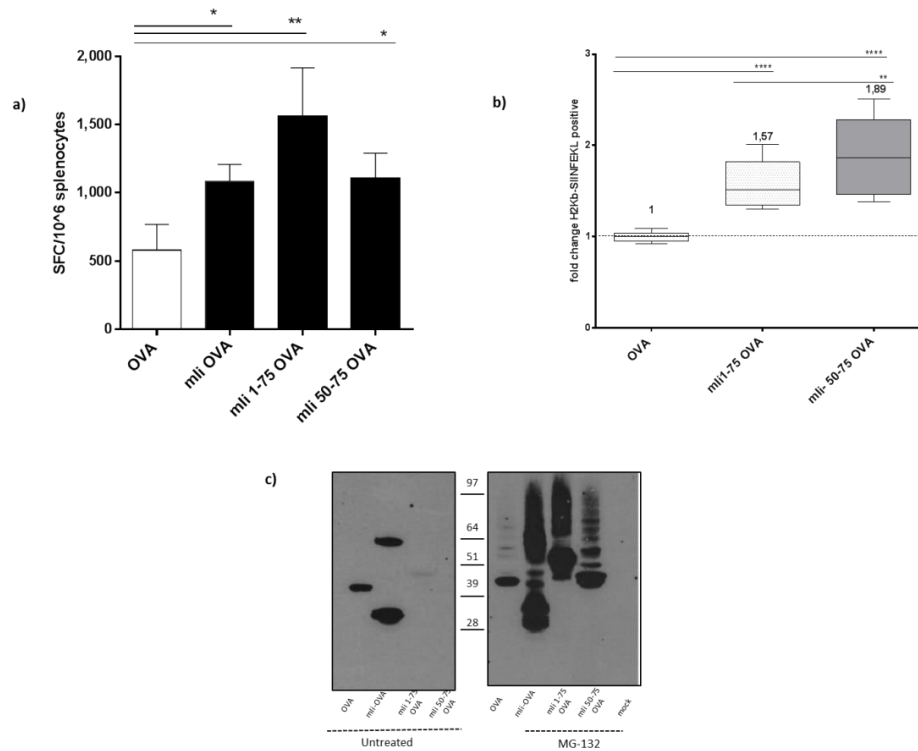 a)
*
**
*
2,000
1,500
1,000
500
0
SFC/10^6 splenocytes
OVA
mIi OVA
mIi 1-75 OVA
mIi 50-75 OVA
b)
****
****
**
3
2
1
0
fold change H2Kb-SIINFEKL positive
1
1,57
1,89
OVA
mIi1-75 OVA
mIi- 50-75 OVA
c)
97
64
51
39
28
OVA
mIi-OVA
mIi 1-75
OVA
mIi 50-75
OVA
Untreated
OVA
mIi-OVA
mIi 1-75
OVA
mIi 50-75
OVA
mock
MG-132